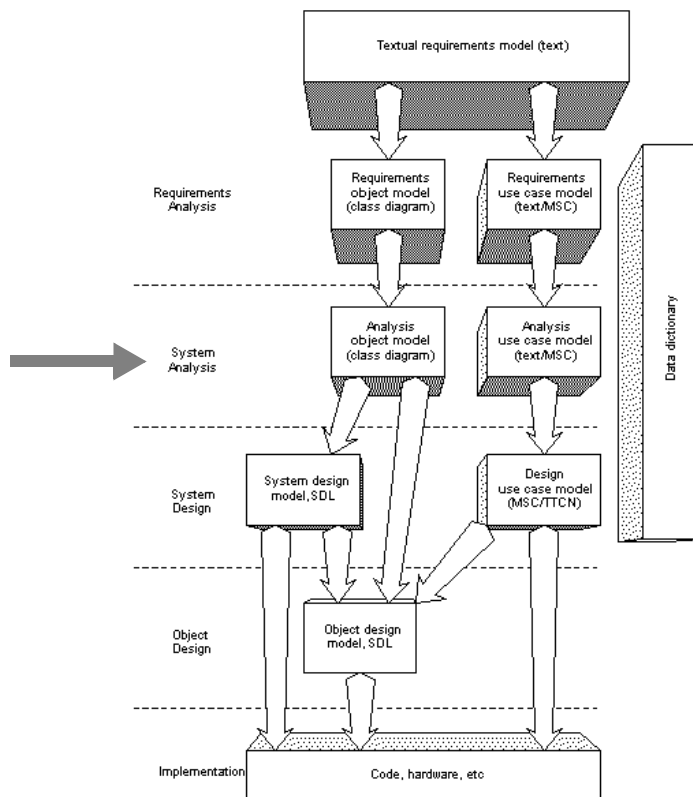 Textual requirements model (text)
Requirements
Analysis
Requirements
object model
(class diagram)
Requirements
use case model
(text/MSC)
System
Analysis
Analysis
object model
(class diagram)
Analysis
use case model
(text/MSC)
Data dictionary
System
Design
System design
model, SDL
Design
use case model
(MSC/TTCN)
Object
Design
Object design
model, SDL
Implementation
Code, hardware, etc